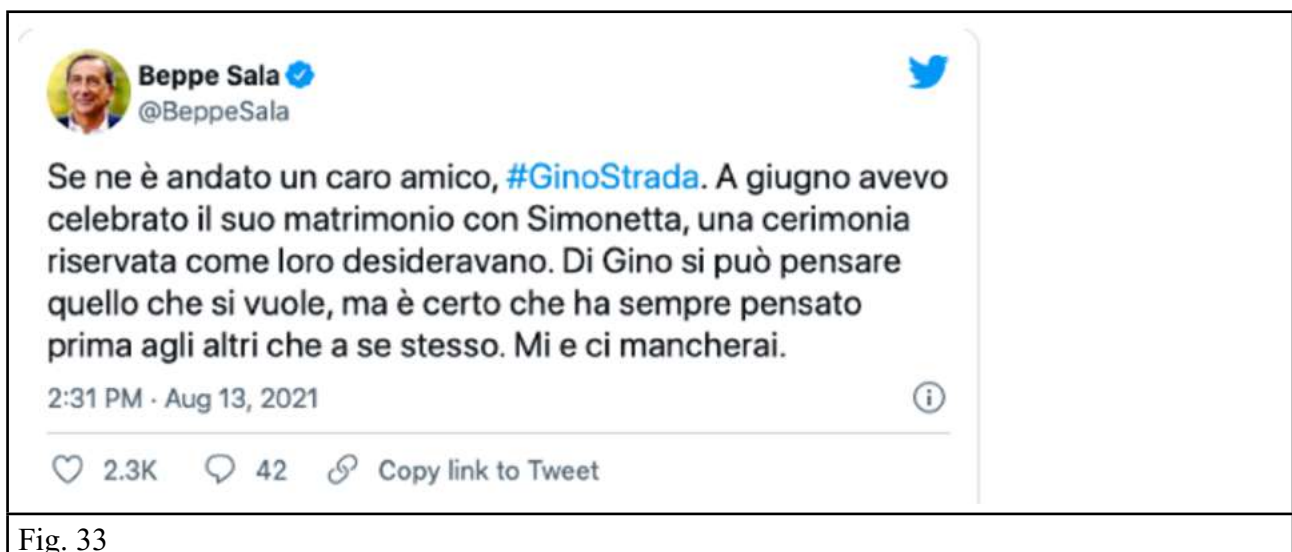 Beppe Sala
@BeppeSala
Se ne è andato un caro amico, #GinoStrada. A giugno avevo
celebrato il suo matrimonio con Simonetta, una cerimonia
riservata come loro desideravano. Di Gino si può pensare
quello che si vuole, ma è certo che ha sempre pensato
prima agli altri che a se stesso. Mi e ci mancherai.
2:31 PM · Aug 13, 2021
2.3K 42 Copy link to Tweet
Fig. 33